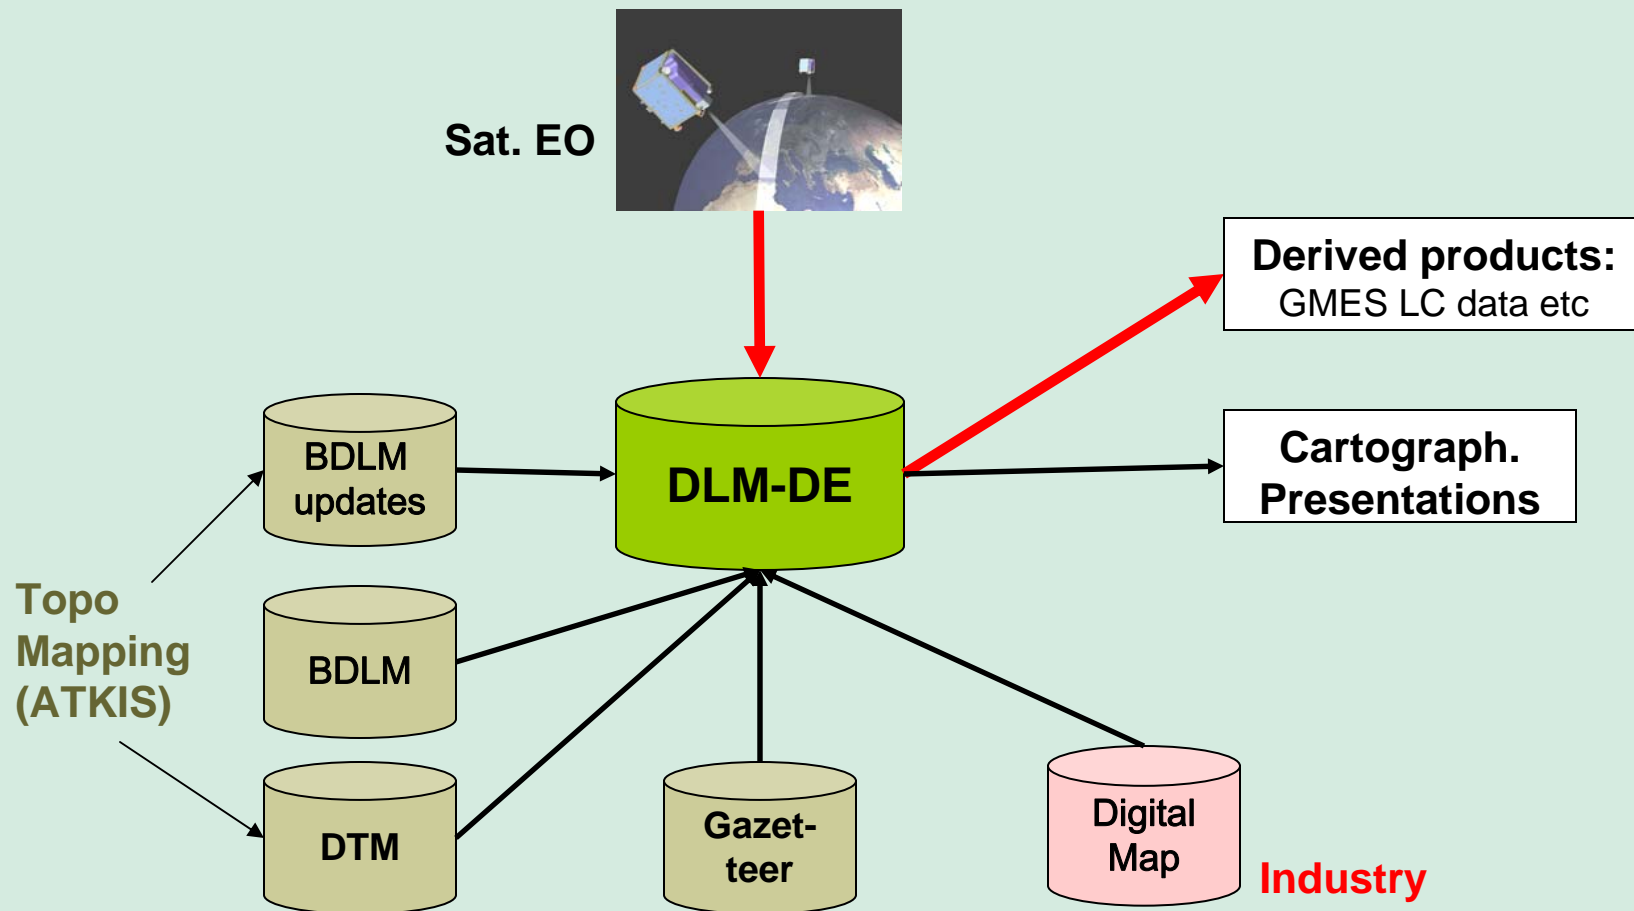 Sat. EO
Derived products:
GMES LC data etc
BDLM
updates
DLM-DE
Cartograph.
Presentations
Topo
Mapping
(ATKIS)
BDLM
DTM
Gazet-
teer
Digital
Map
Industry